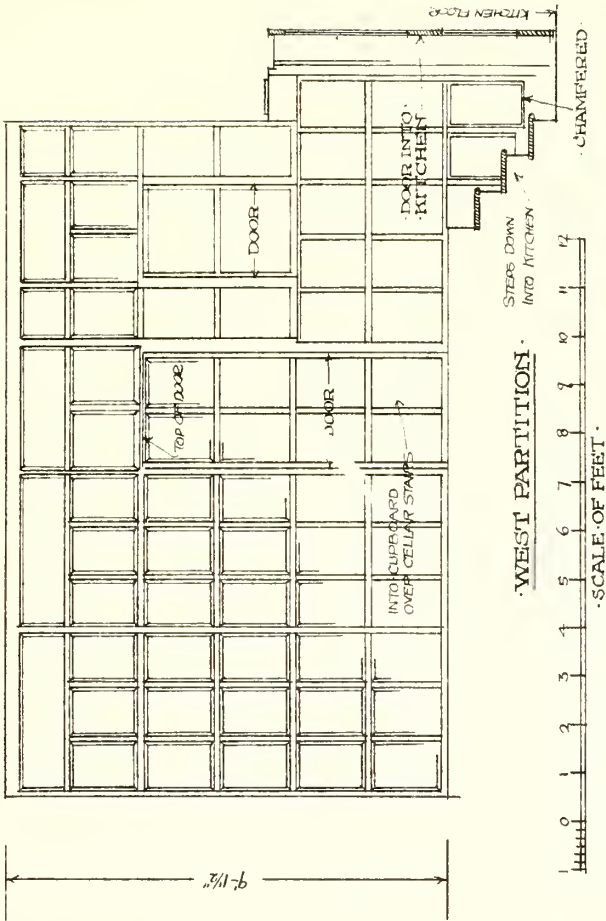 KITCHEN FLOOR
·DOOR INTO·
·KITCHEN·
DOOR
·CHAMFERED·
STEPS DOWN
INTO KITCHEN
TOP OF DOOR
DOOR
INTO CUPBOARD
OVER CELLAR STAIRS
9'-1½"
·WEST PARTITION·
1 0 1 2 3 4 5 6 7 8 9 10 11 12
·SCALE OF FEET·